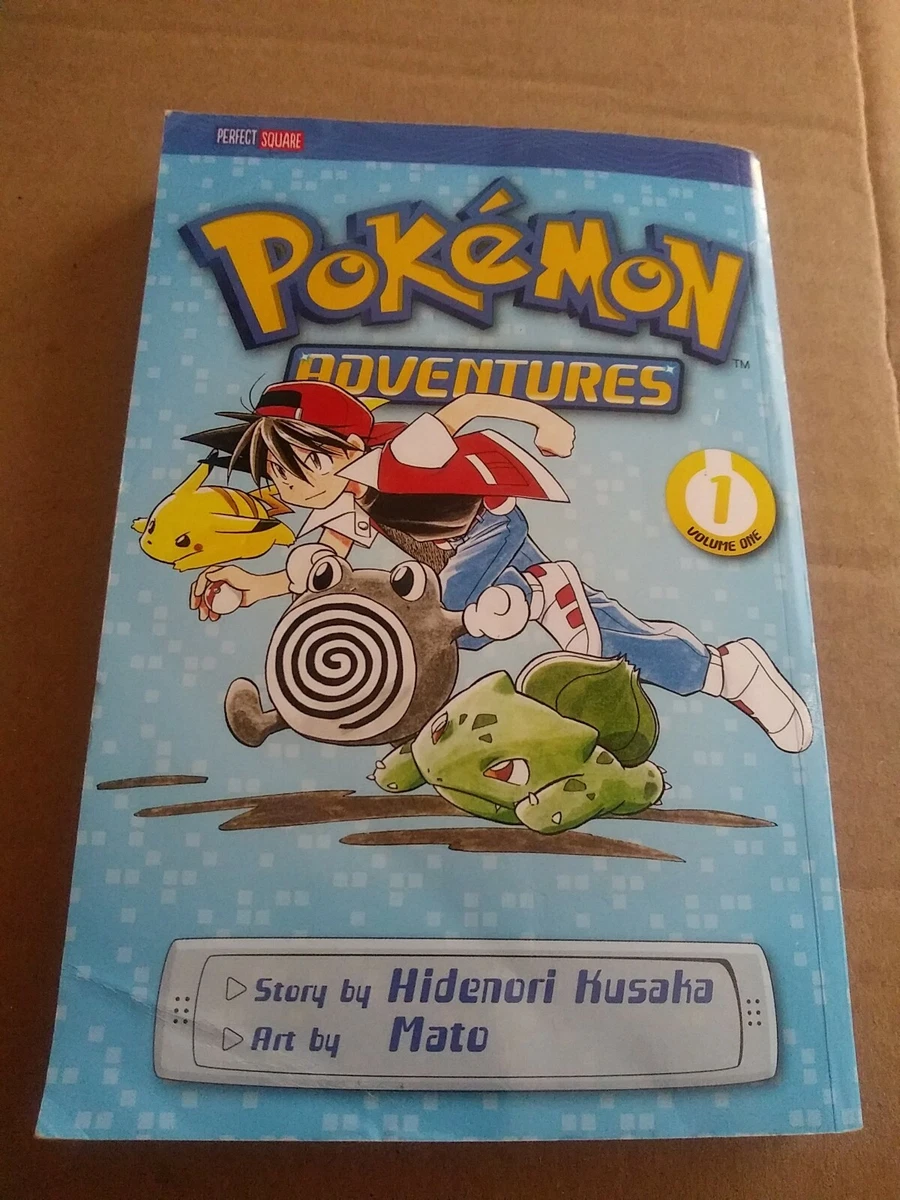 PERFECT SQUARE
POKéMON
TM
ADVENTURES
1
VOLUME ONE
Story by Hidenori Kusaka
Art by Mato